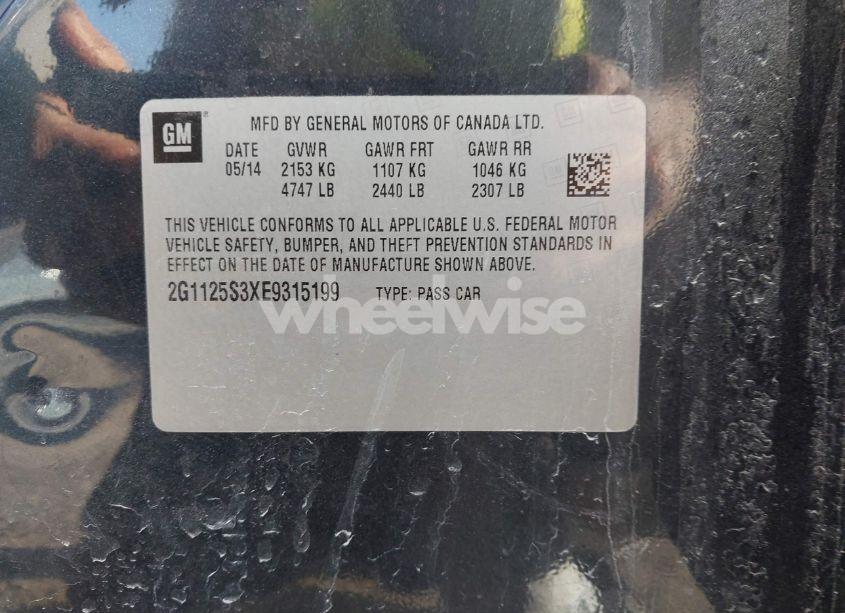 GM
MFD BY GENERAL MOTORS OF CANADA LTD.
DATE GVWR GAWR FRT GAWR RR
05/14 2153 KG 1107 KG 1046 KG
4747 LB 2440 LB 2307 LB
THIS VEHICLE CONFORMS TO ALL APPLICABLE U.S. FEDERAL MOTOR
VEHICLE SAFETY, BUMPER, AND THEFT PREVENTION STANDARDS IN
EFFECT ON THE DATE OF MANUFACTURE SHOWN ABOVE.
2G1125S3XE9315199 TYPE: PASS CAR
wheelwise